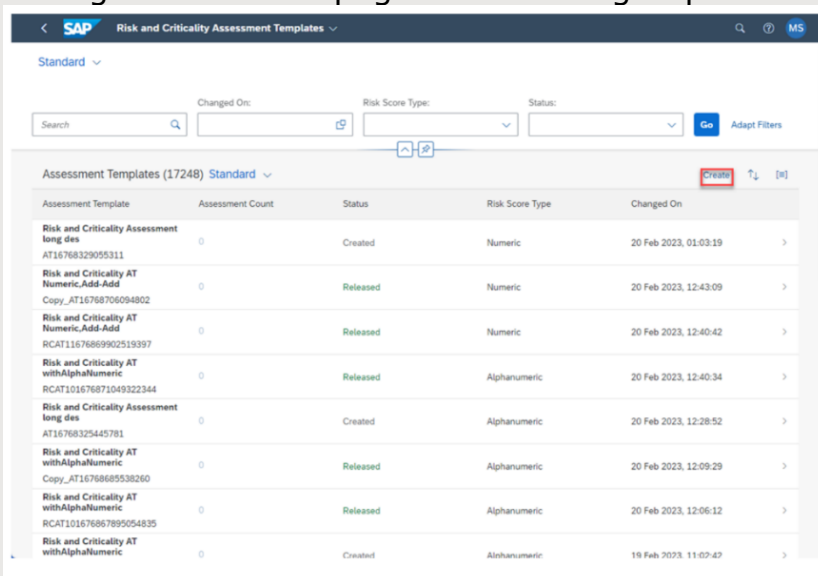 SAP Risk and Criticality Assessment Templates
MS
Standard
Changed On: Risk Score Type: Status:
Search Go Adapt Filters
Assessment Templates (17248) Standard Create
Assessment Template Assessment Count Status Risk Score Type Changed On
Risk and Criticality Assessment
long des
0 Created Numeric 20 Feb 2023, 01:03:19
AT16768329055311
Risk and Criticality AT
Numeric,Add-Add
0 Released Numeric 20 Feb 2023, 12:43:09
Copy_AT16768706094802
Risk and Criticality AT
Numeric,Add-Add
0 Released Numeric 20 Feb 2023, 12:40:42
RCAT11676869902519397
Risk and Criticality AT
withAlphaNumeric
0 Released Alphanumeric 20 Feb 2023, 12:40:34
RCAT101676871049322344
Risk and Criticality Assessment
long des
0 Created Alphanumeric 20 Feb 2023, 12:28:52
AT16768325445781
Risk and Criticality AT
withAlphaNumeric
0 Released Alphanumeric 20 Feb 2023, 12:09:29
Copy_AT16768685538260
Risk and Criticality AT
withAlphaNumeric
0 Released Alphanumeric 20 Feb 2023, 12:06:12
RCAT101676867895054835
Risk and Criticality AT
withAlphaNumeric
0 Created Alphanumeric 19 Feb 2023, 11:02:42